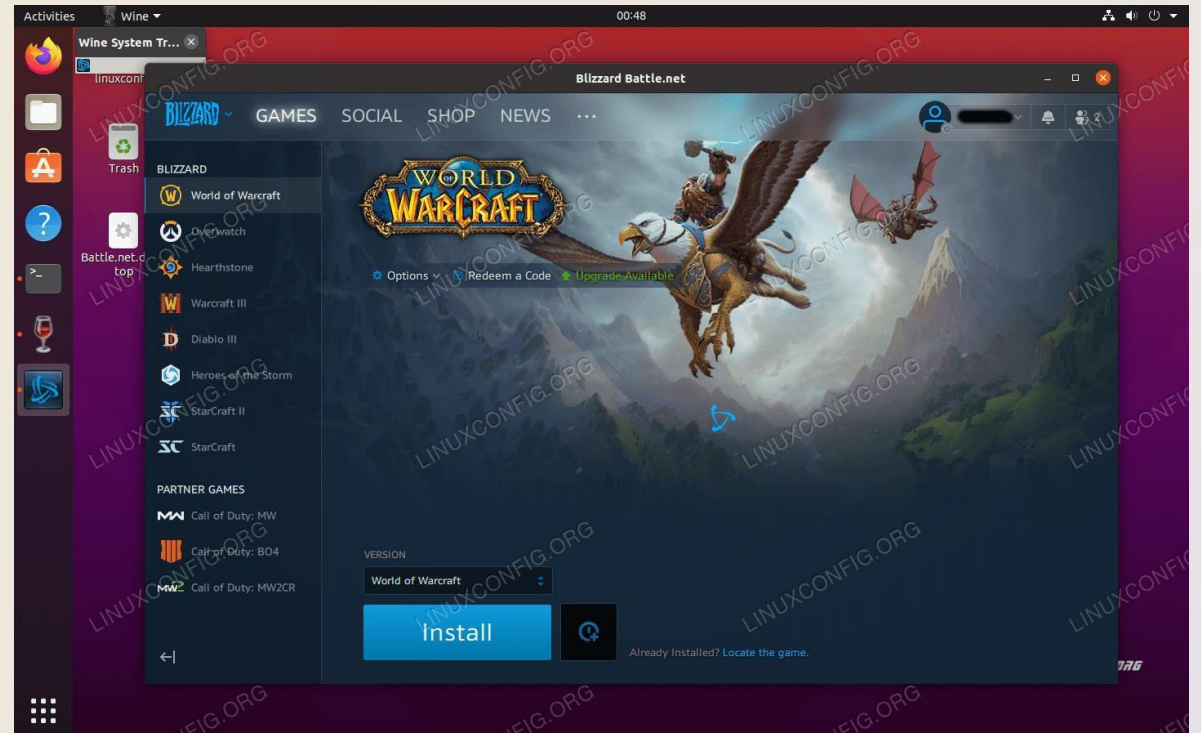 Activities Wine 00:48
Wine System Tr...
linuxconf
Blizzard Battle.net
BLIZZARD GAMES SOCIAL SHOP NEWS ... 2
Trash
BLIZZARD
World of Warcraft
Overwatch
Hearthstone
Warcraft III
Diablo III
Heroes of the Storm
StarCraft II
StarCraft
PARTNER GAMES
Call of Duty: MW
Call of Duty: BO4
Call of Duty: MW2CR
Battle.net.d
top
WORLD
OF
WARCRAFT
Options Redeem a Code Upgrade Available
VERSION
World of Warcraft
Install
Already Installed? Locate the game.
LINUXCONFIG.ORG